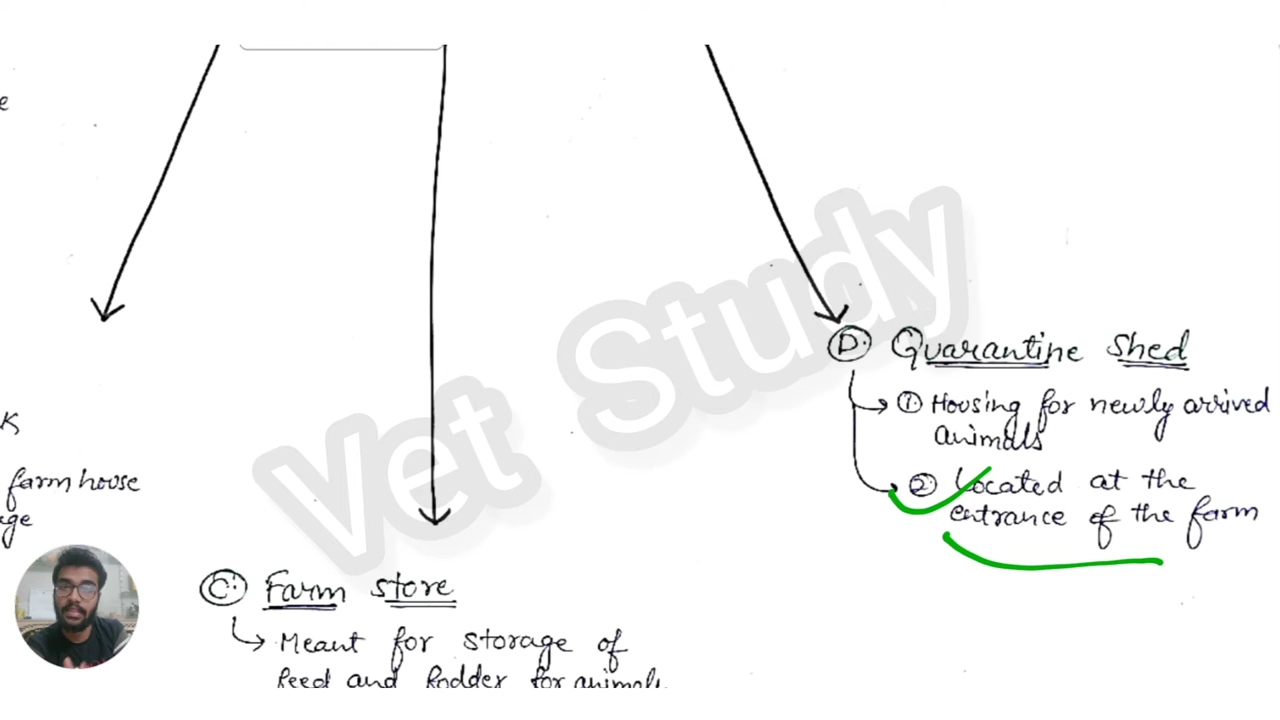 e
K
farm house
ge
Vet Study
D. Quarantine shed
1. Housing for newly arrived
animals
2. Located at the
entrance of the farm
C. Farm store
Meant for storage of
feed and fodder for animals